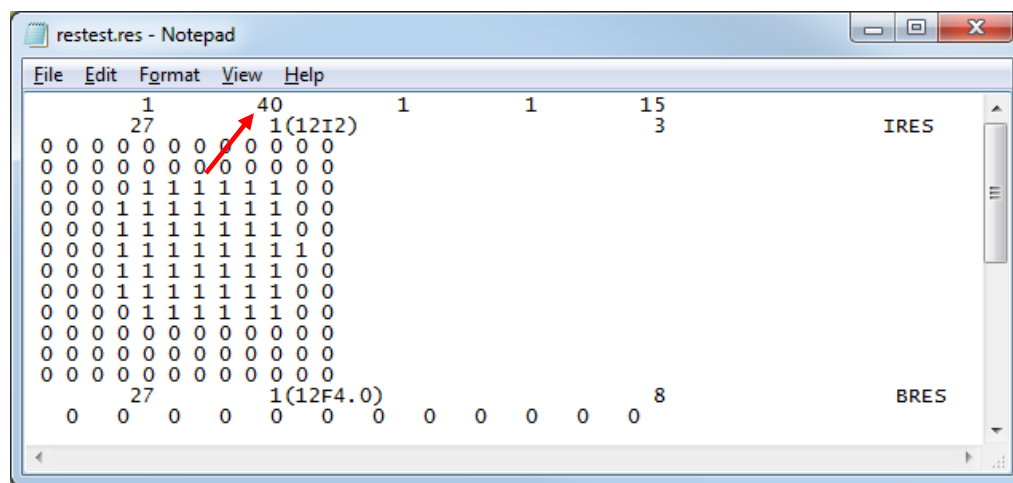 restest.res - Notepad
File Edit Format View Help
1 40 1 1 15
27 1(12I2) 3 IRES
0 0 0 0 0 0 0 0 0 0 0 0
0 0 0 0 0 0 0 0 0 0 0 0
0 0 0 0 1 1 1 1 1 1 0 0
0 0 0 1 1 1 1 1 1 1 0 0
0 0 0 1 1 1 1 1 1 1 0 0
0 0 0 1 1 1 1 1 1 1 1 0
0 0 0 1 1 1 1 1 1 1 0 0
0 0 0 1 1 1 1 1 1 1 0 0
0 0 0 0 1 1 1 1 1 1 0 0
0 0 0 0 0 0 0 0 0 0 0 0
0 0 0 0 0 0 0 0 0 0 0 0
0 0 0 0 0 0 0 0 0 0 0 0
27 1(12F4.0) 8 BRES
0 0 0 0 0 0 0 0 0 0 0 0